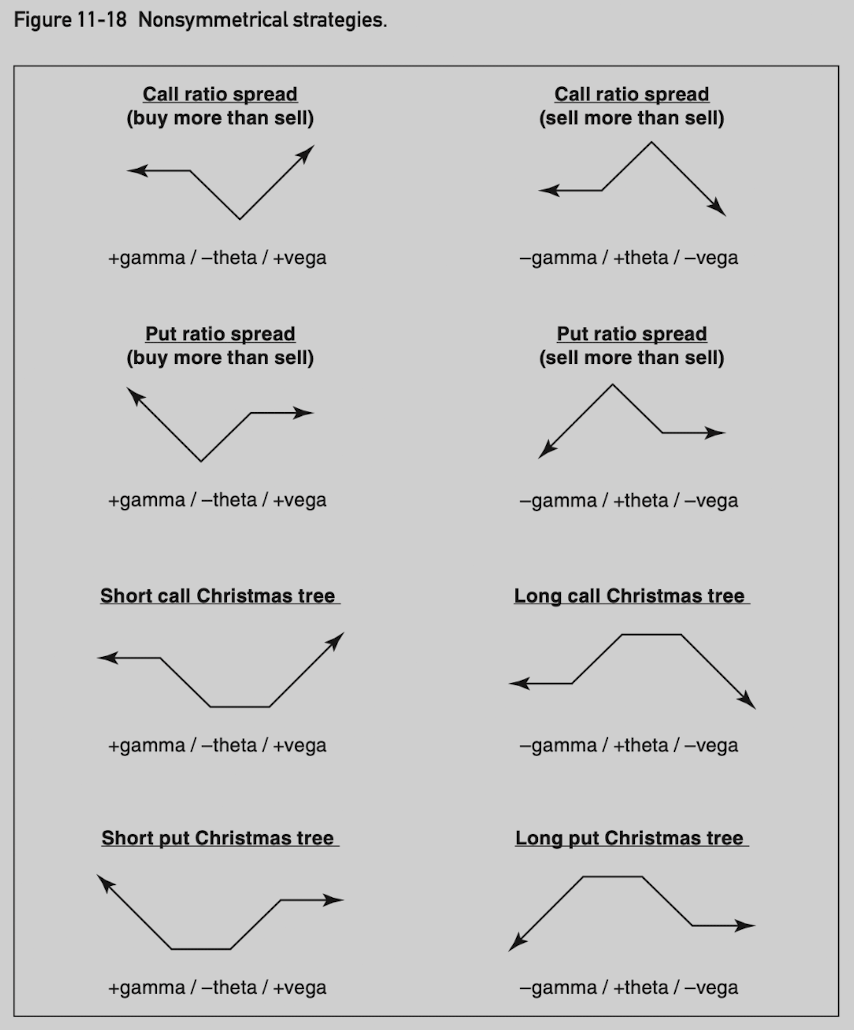 Figure 11-18 Nonsymmetrical strategies.
Call ratio spread
(buy more than sell)
+gamma / –theta / +vega
Call ratio spread
(sell more than sell)
–gamma / +theta / –vega
Put ratio spread
(buy more than sell)
+gamma / –theta / +vega
Put ratio spread
(sell more than sell)
–gamma / +theta / –vega
Short call Christmas tree
+gamma / –theta / +vega
Long call Christmas tree
–gamma / +theta / –vega
Short put Christmas tree
+gamma / –theta / +vega
Long put Christmas tree
–gamma / +theta / –vega